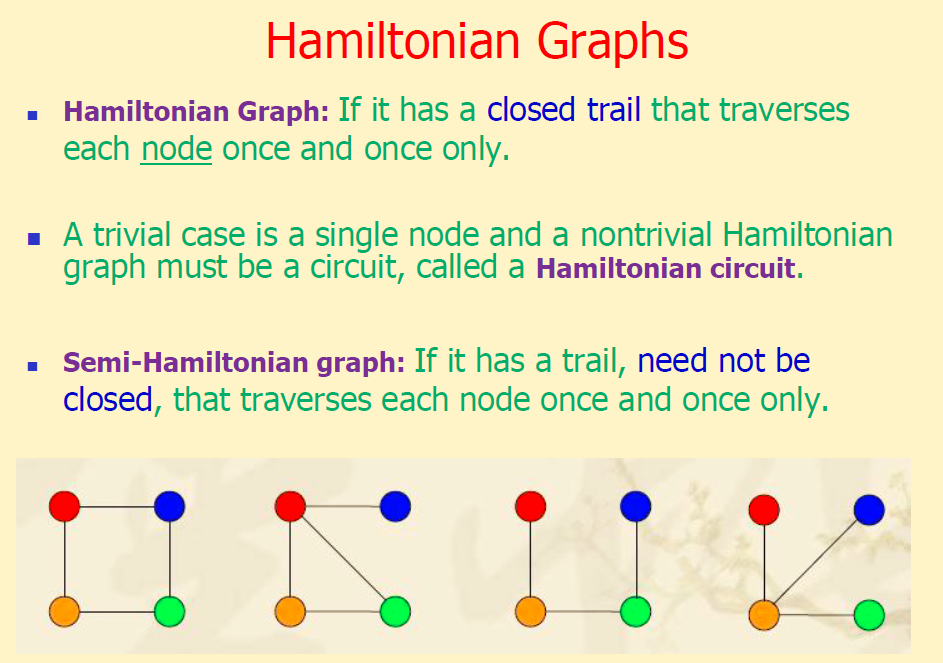 Hamiltonian Graphs
Hamiltonian Graph: If it has a closed trail that traverses
each node once and once only.
A trivial case is a single node and a nontrivial Hamiltonian
graph must be a circuit, called a Hamiltonian circuit.
Semi-Hamiltonian graph: If it has a trail, need not be
closed, that traverses each node once and once only.